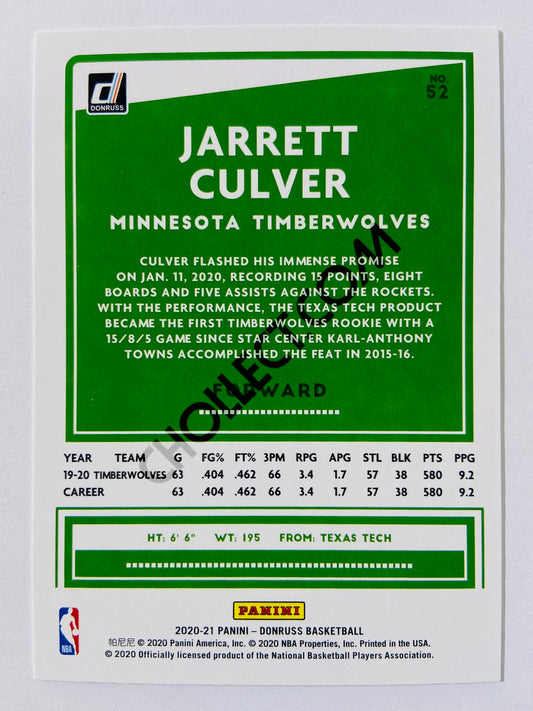 DONRUSS
NO.
52
JARRETT
CULVER
MINNESOTA TIMBERWOLVES
CULVER FLASHED HIS IMMENSE PROMISE
ON JAN. 11, 2020, RECORDING 15 POINTS, EIGHT
BOARDS AND FIVE ASSISTS AGAINST THE ROCKETS.
WITH THE PERFORMANCE, THE TEXAS TECH PRODUCT
BECAME THE FIRST TIMBERWOLVES ROOKIE WITH A
15/8/5 GAME SINCE STAR CENTER KARL-ANTHONY
TOWNS ACCOMPLISHED THE FEAT IN 2015-16.
FORWARD
CHOLLECT.COM
YEAR TEAM G FG% FT% 3PM RPG APG STL BLK PTS PPG
19-20 TIMBERWOLVES 63 .404 .462 66 3.4 1.7 57 38 580 9.2
CAREER 63 .404 .462 66 3.4 1.7 57 38 580 9.2
HT: 6' 6" WT: 195 FROM: TEXAS TECH
PANINI
NBA
2020-21 PANINI – DONRUSS BASKETBALL
帕尼尼 © 2020 Panini America, Inc. © 2020 NBA Properties, Inc. Printed in the USA.
© 2020 Officially licensed product of the National Basketball Players Association.